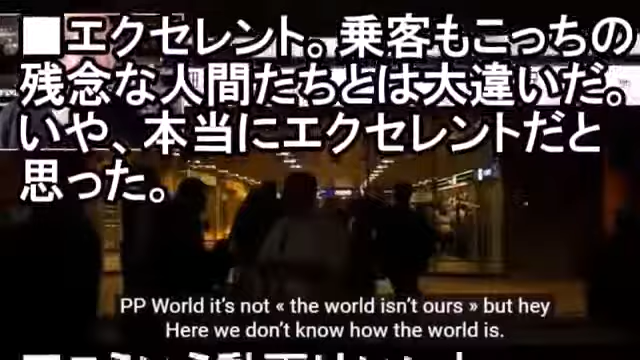 ■エクセレント。乗客もこっちの
残念な人間たちとは大違いだ。
いや、本当にエクセレントだと
思った。
PP World it's not « the world isn't ours » but hey
Here we don't know how the world is.